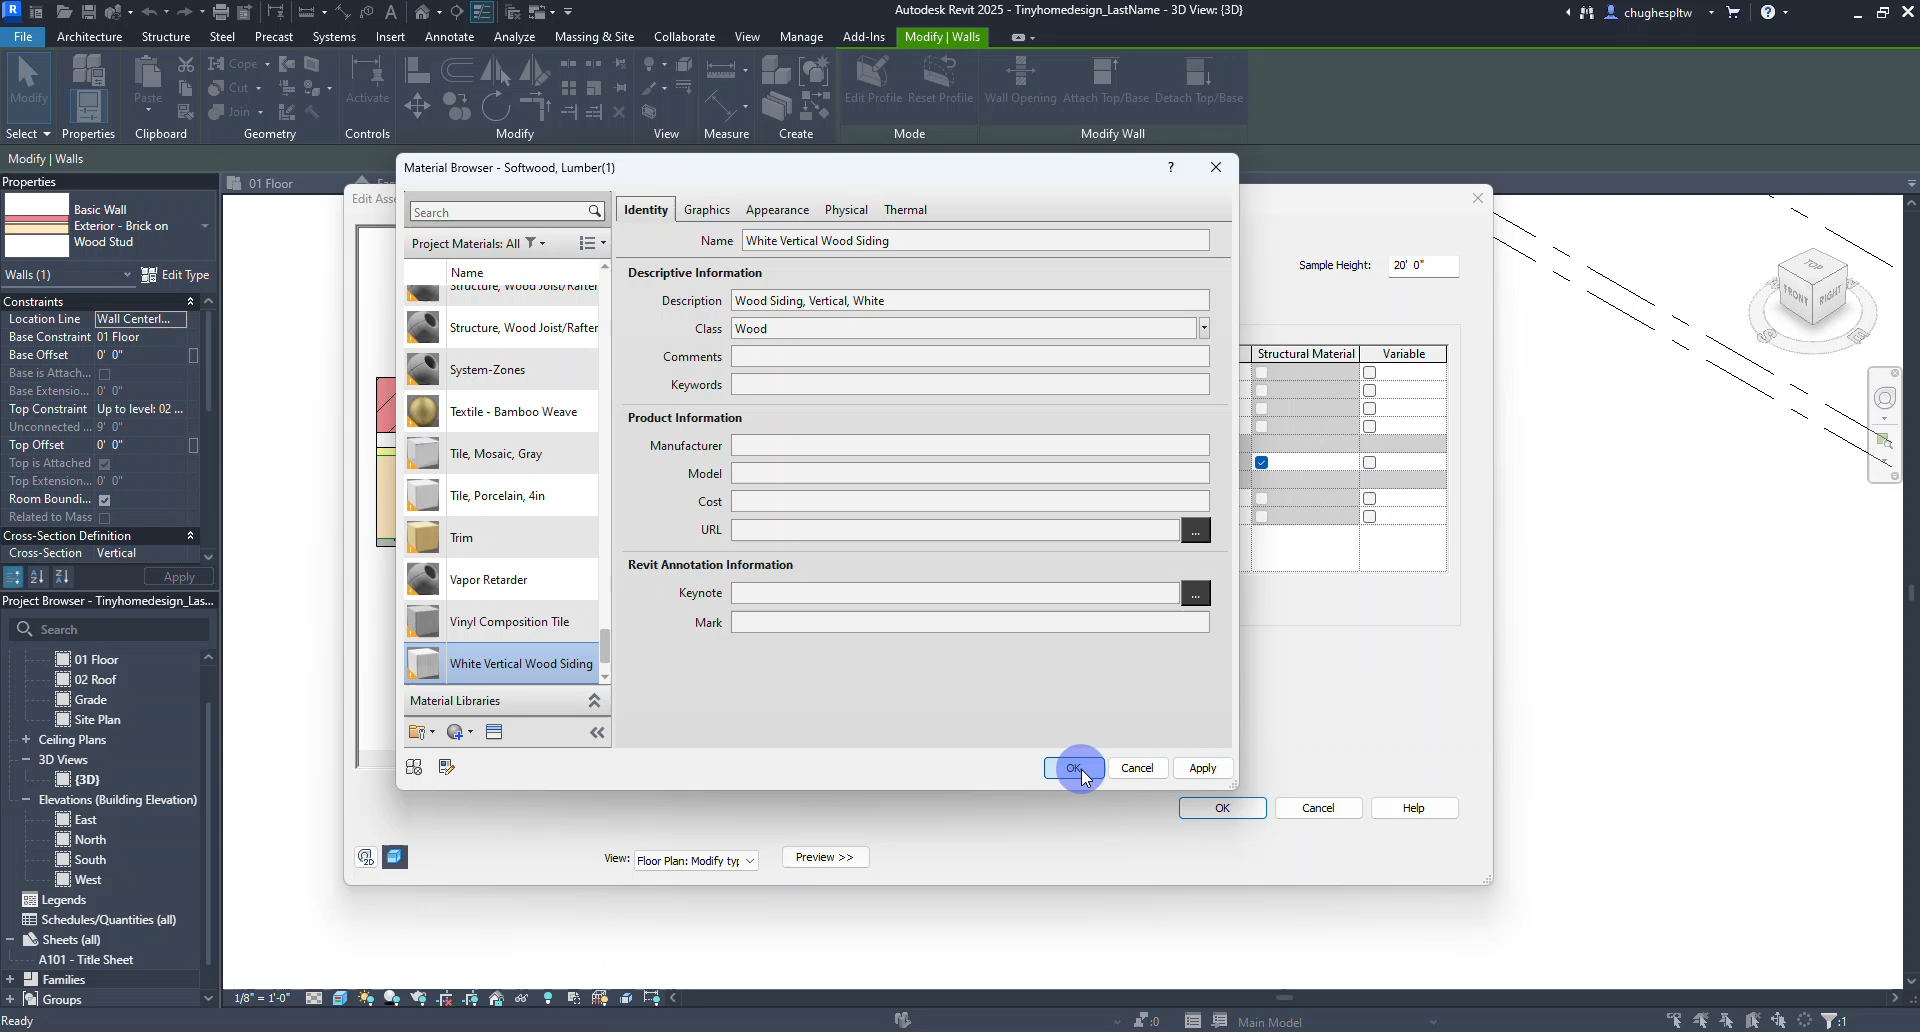 Autodesk Revit 2025 - Tinyhomedesign_LastName - 3D View: {3D}
chughespltw
File Architecture Structure Steel Precast Systems Insert Annotate Analyze Massing & Site Collaborate View Manage Add-Ins Modify | Walls
Modify
Paste
Cope
Cut
Join
Activate
Edit Profile Reset Profile Wall Opening Attach Top/Base Detach Top/Base
Select Properties Clipboard Geometry Controls Modify View Measure Create Mode Modify Wall
Modify | Walls
Properties
Basic Wall
Exterior - Brick on
Wood Stud
Walls (1) Edit Type
Constraints
Location Line Wall Centerl...
Base Constraint 01 Floor
Base Offset 0' 0"
Base is Attach...
Base Extensio... 0' 0"
Top Constraint Up to level: 02 ...
Unconnected ... 9' 0"
Top Offset 0' 0"
Top is Attached
Top Extension... 0' 0"
Room Boundi...
Related to Mass
Cross-Section Definition
Cross-Section Vertical
Apply
Project Browser - Tinyhomedesign_Las...
Search
01 Floor
02 Roof
Grade
Site Plan
Ceiling Plans
3D Views
{3D}
Elevations (Building Elevation)
East
North
South
West
Legends
Schedules/Quantities (all)
Sheets (all)
A101 - Title Sheet
Families
Groups
Ready
01 Floor
Edit Ass
Material Browser - Softwood, Lumber(1)
?
Search
Project Materials: All
Name
Structure, Wood Joist/Rafter
Structure, Wood Joist/Rafter
System-Zones
Textile - Bamboo Weave
Tile, Mosaic, Gray
Tile, Porcelain, 4in
Trim
Vapor Retarder
Vinyl Composition Tile
White Vertical Wood Siding
Material Libraries
Identity Graphics Appearance Physical Thermal
Name White Vertical Wood Siding
Descriptive Information
Description Wood Siding, Vertical, White
Class Wood
Comments
Keywords
Product Information
Manufacturer
Model
Cost
URL ...
Revit Annotation Information
Keynote ...
Mark
OK Cancel Apply
Sample Height: 20' 0"
Structural Material Variable
OK Cancel Help
View: Floor Plan: Modify typ Preview >>
TOP
FRONT
RIGHT
1/8" = 1'-0"
:0
Main Model
:1